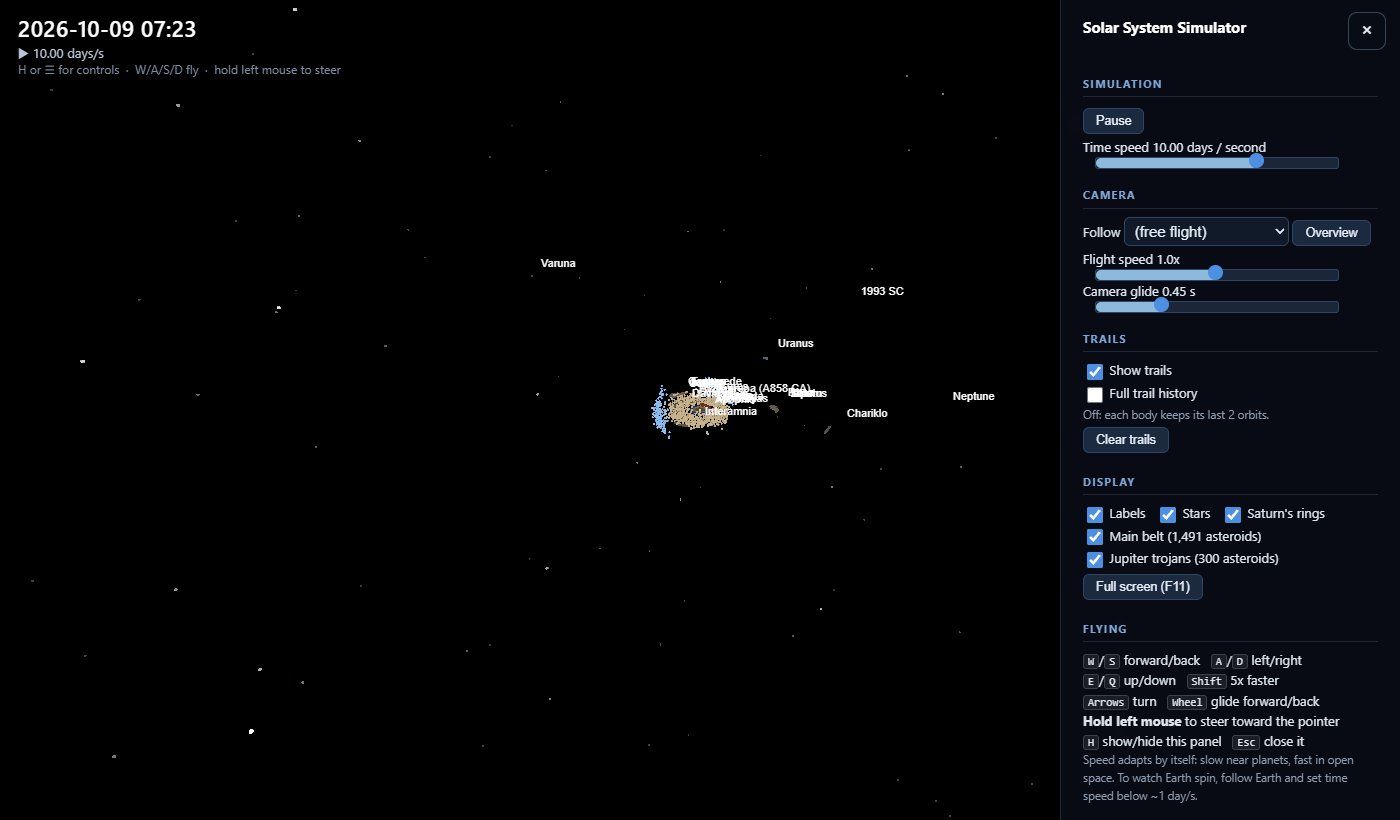 2026-10-09 07:23
▶ 10.00 days/s
H or ☰ for controls · W/A/S/D fly · hold left mouse to steer
Varuna
1993 SC
Uranus
(A858 CA)
Interamnia
Neptune
Chariklo
Solar System Simulator
×
SIMULATION
Pause
Time speed 10.00 days / second
CAMERA
Follow (free flight) Overview
Flight speed 1.0x
Camera glide 0.45 s
TRAILS
Show trails
Full trail history
Off: each body keeps its last 2 orbits.
Clear trails
DISPLAY
Labels Stars Saturn's rings
Main belt (1,491 asteroids)
Jupiter trojans (300 asteroids)
Full screen (F11)
FLYING
W/S forward/back A/D left/right
E/Q up/down Shift 5x faster
Arrows turn Wheel glide forward/back
Hold left mouse to steer toward the pointer
H show/hide this panel Esc close it
Speed adapts by itself: slow near planets, fast in open
space. To watch Earth spin, follow Earth and set time
speed below ~1 day/s.